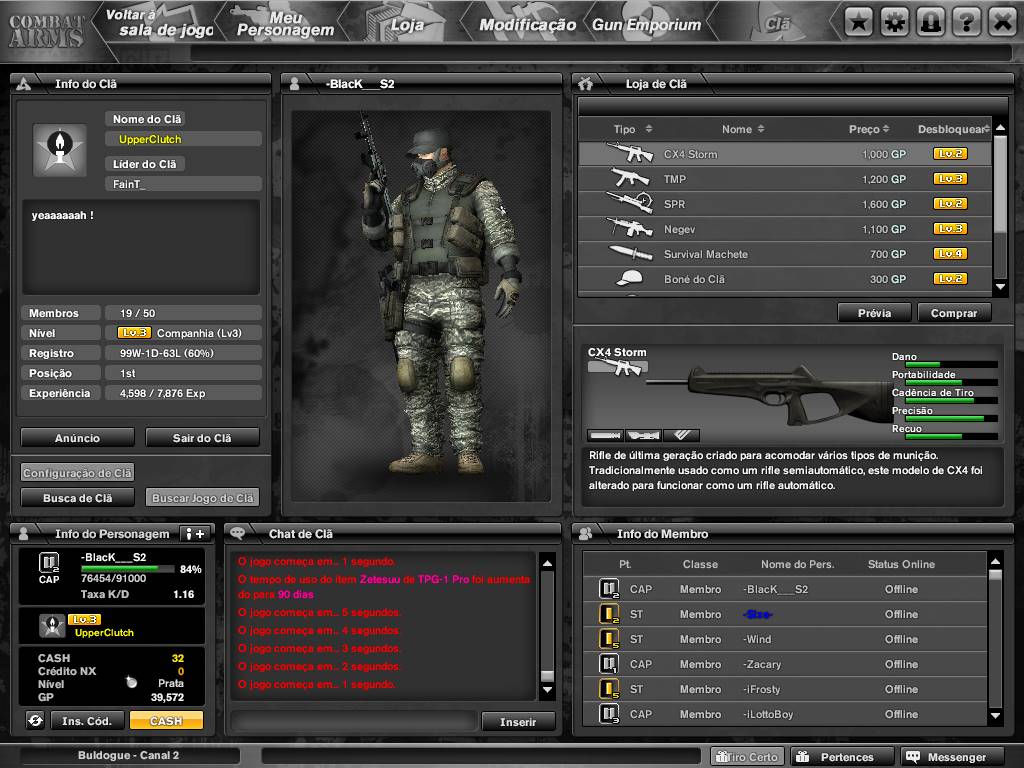 COMBAT ARMS
Voltar à sala de jogo
Meu Personagem
Loja
Modificação
Gun Emporium
Clã
?
Info do Clã
Nome do Clã
UpperClutch
Líder do Clã
FainT_
yeaaaaaah !
Membros 19 / 50
Nível Lv.3 Companhia (Lv3)
Registro 99W-1D-63L (60%)
Posição 1st
Experiência 4,598 / 7,876 Exp
Anúncio Sair do Clã
Configuração de Clã
Busca de Clã Buscar Jogo de Clã
-BlacK___S2
Loja de Clã
Tipo Nome Preço Desbloquear
CX4 Storm 1,000 GP Lv.2
TMP 1,200 GP Lv.3
SPR 1,600 GP Lv.2
Negev 1,100 GP Lv.3
Survival Machete 700 GP Lv.4
Boné do Clã 300 GP Lv.2
Prévia Comprar
CX4 Storm
Dano
Portabilidade
Cadência de Tiro
Precisão
Recuo
Rifle de última geração criado para acomodar vários tipos de munição.
Tradicionalmente usado como um rifle semiautomático, este modelo de CX4 foi
alterado para funcionar como um rifle automático.
Info do Personagem i+
-BlacK___S2
84%
CAP 76454/91000
Taxa K/D 1.16
Lv.3
UpperClutch
CASH 32
Crédito NX 0
Nível Prata
GP 39,572
Ins. Cód. CASH
Chat de Clã
O jogo começa em... 1 segundo.
O tempo de uso do item Zetesuu de TPG-1 Pro foi aumenta
do para 90 dias
O jogo começa em... 5 segundos.
O jogo começa em... 4 segundos.
O jogo começa em... 3 segundos.
O jogo começa em... 2 segundos.
O jogo começa em... 1 segundo.
Inserir
Info do Membro
Pt. Classe Nome do Pers. Status Online
2 CAP Membro -BlacK___S2 Offline
2 ST Membro -Size- Offline
5 ST Membro -Wind Offline
1 CAP Membro -Zacary Offline
5 ST Membro -iFrosty Offline
3 CAP Membro -iLottoBoy Offline
Buldogue - Canal 2
Tiro Certo Pertences Messenger